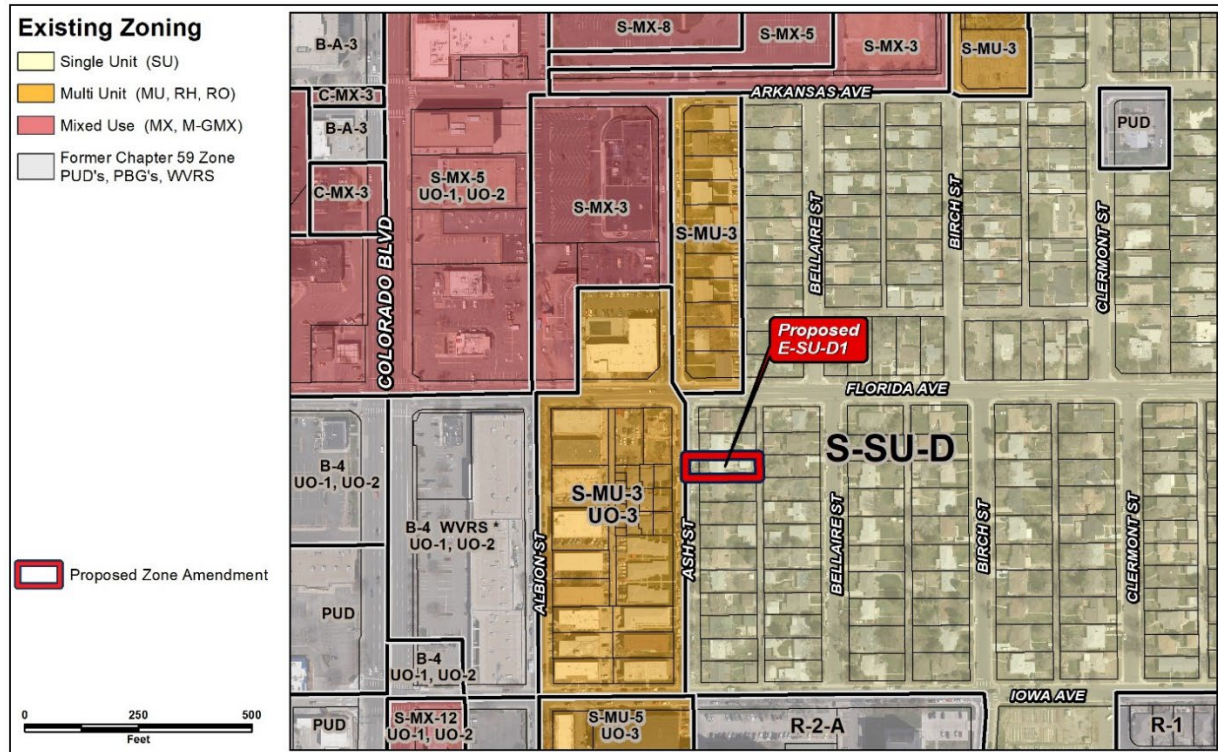 Existing Zoning
Single Unit (SU)
Multi Unit (MU, RH, RO)
Mixed Use (MX, M-GMX)
Former Chapter 59 Zone
PUD's, PBG's, WVRS
Proposed Zone Amendment
0 250 500
Feet
B-A-3
S-MX-8
S-MX-5
S-MX-3
S-MU-3
C-MX-3
ARKANSAS AVE
B-A-3
PUD
C-MX-3
S-MX-5
UO-1, UO-2
S-MX-3
S-MU-3
COLORADO BLVD
BELLAIRE ST
BIRCH ST
CLERMONT ST
Proposed
E-SU-D1
FLORIDA AVE
B-4
UO-1, UO-2
B-4 WVRS *
UO-1, UO-2
ALBION ST
S-MU-3
UO-3
ASH ST
S-SU-D
BELLAIRE ST
BIRCH ST
CLERMONT ST
PUD
B-4
UO-1, UO-2
IOWA AVE
PUD
S-MX-12
UO-1, UO-2
S-MU-5
UO-3
R-2-A
R-1